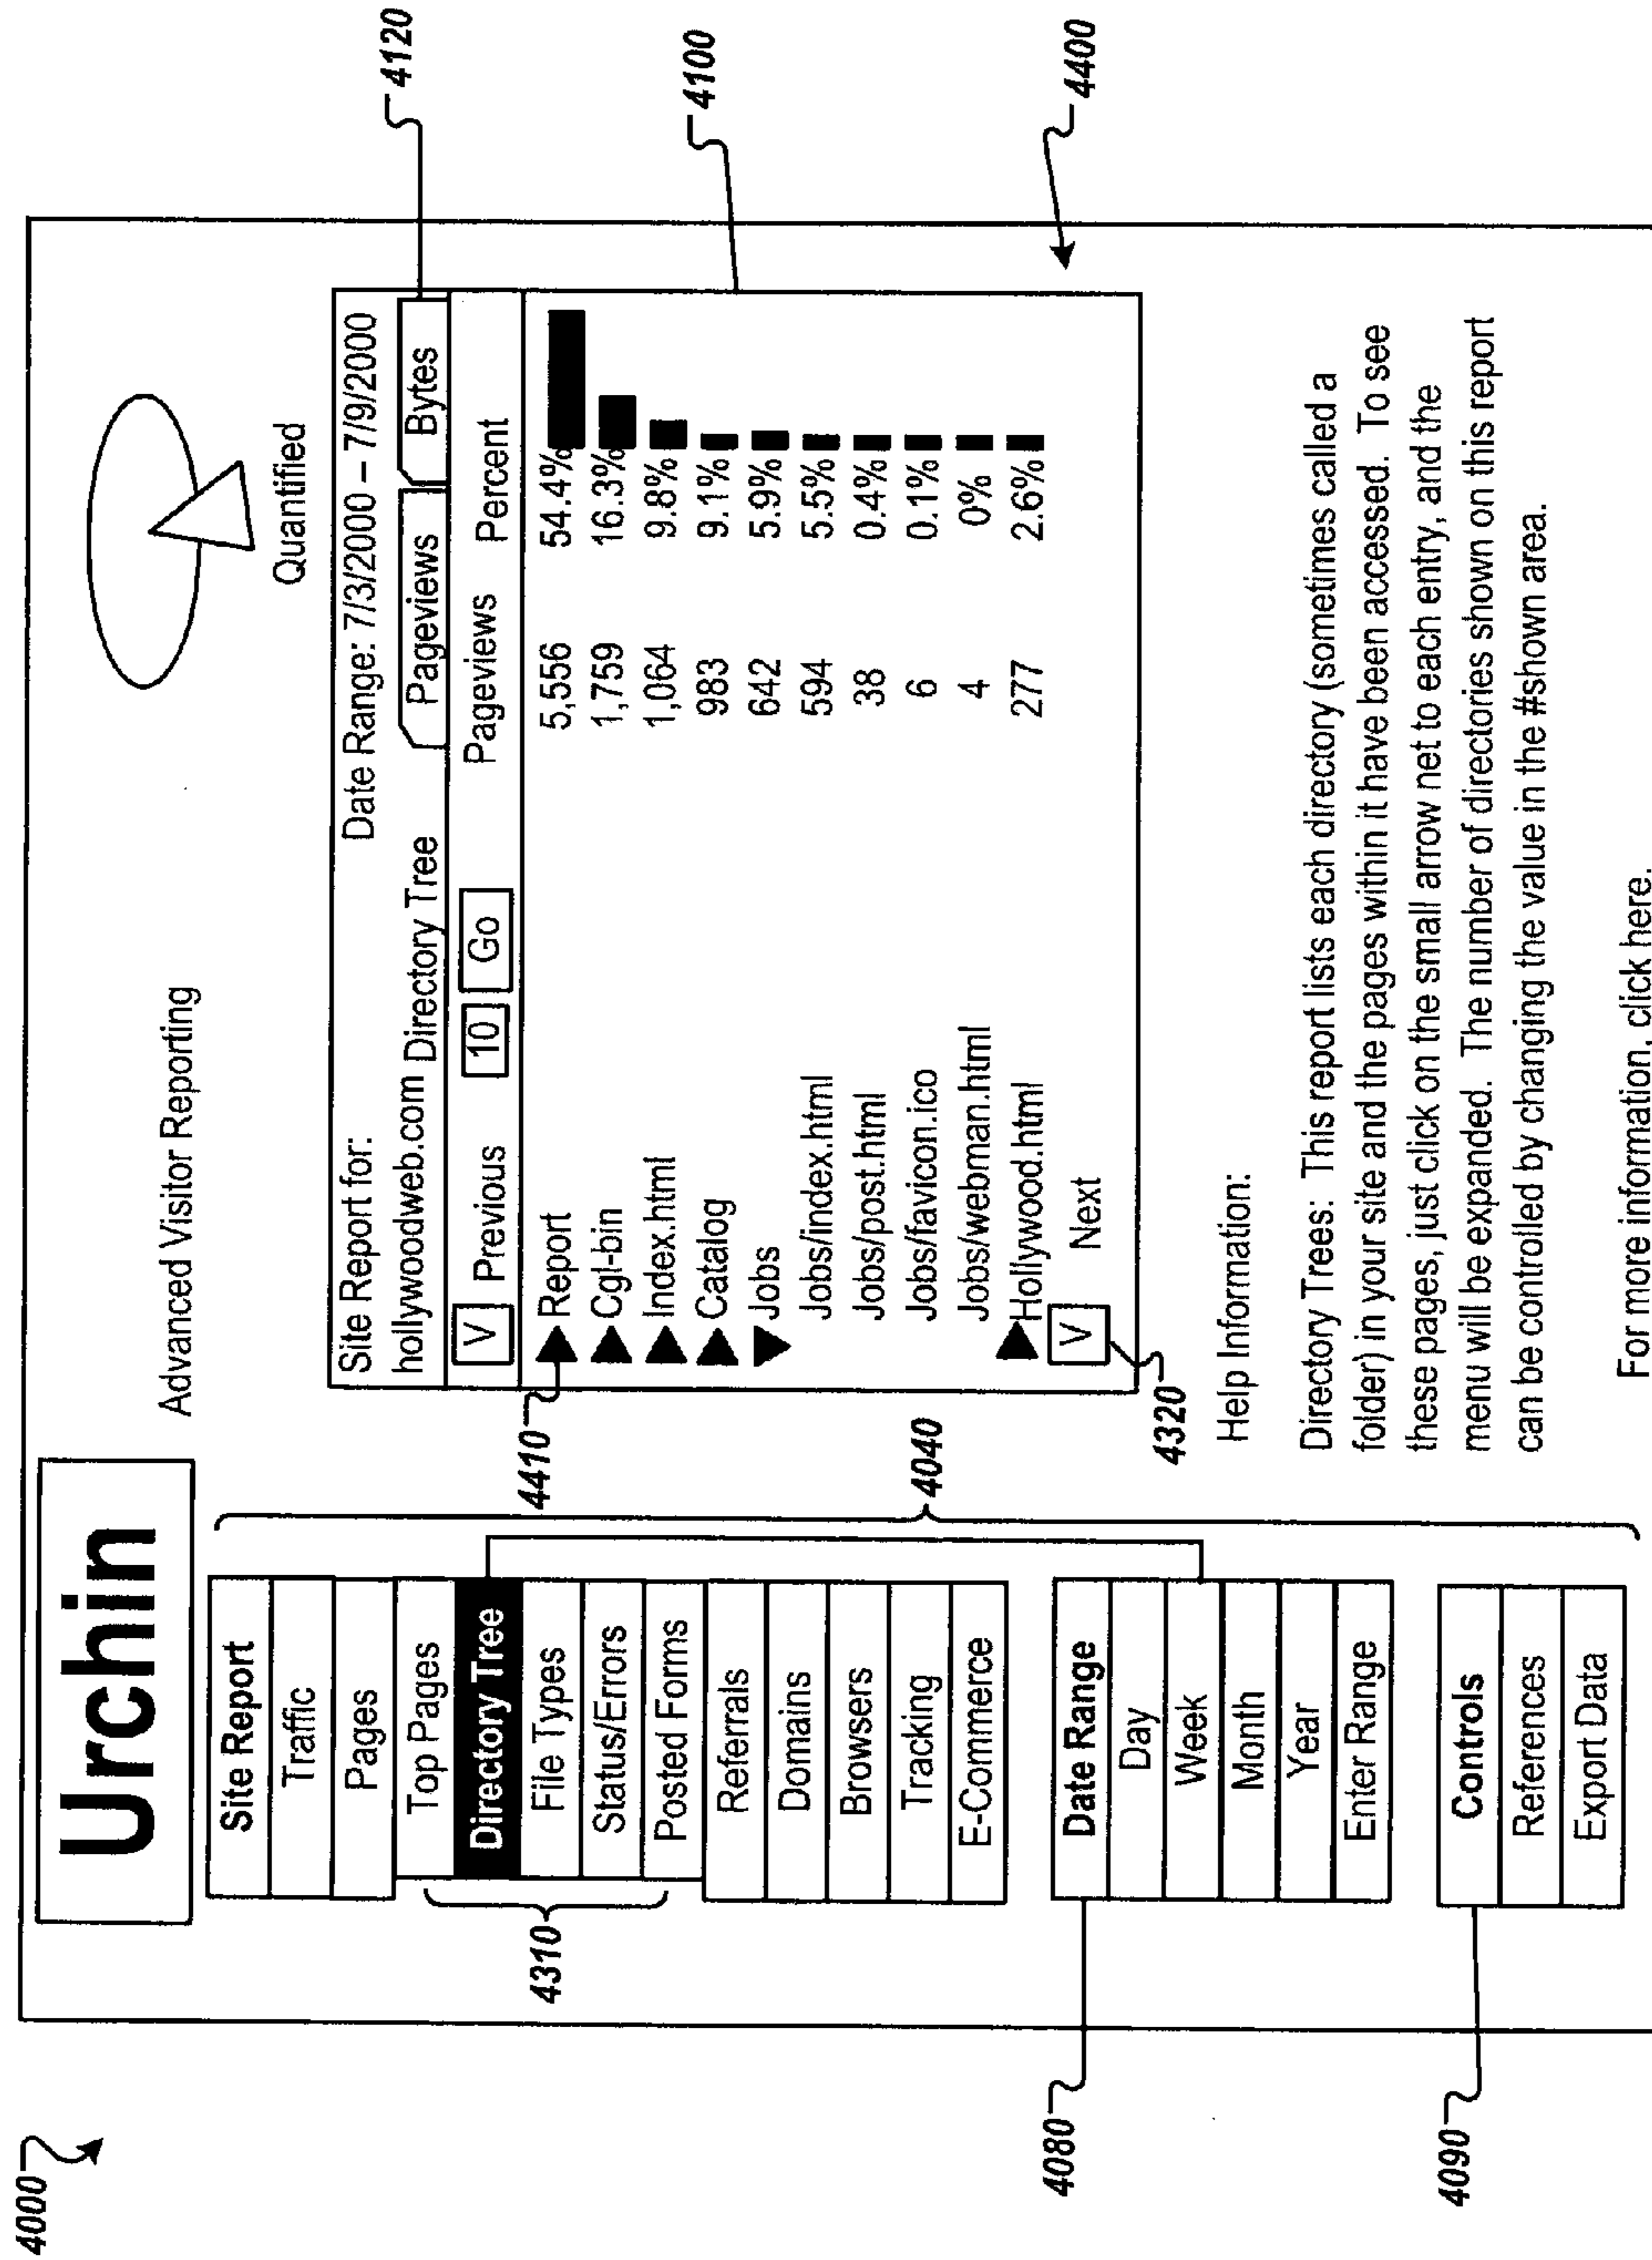 4000
Urchin
Advanced Visitor Reporting
Quantified
Site Report
Traffic
Pages
Top Pages
Directory Tree
File Types
Status/Errors
Posted Forms
Referrals
Domains
Browsers
Tracking
E-Commerce
4310
4040
Date Range
Day
Week
Month
Year
Enter Range
4080
Controls
References
Export Data
4090
Site Report for: Date Range: 7/3/2000 – 7/9/2000
hollywoodweb.com Directory Tree Pageviews Bytes
4120
V Previous 10 Go Pageviews Percent
Report 5,556 54.4%
Cgl-bin 1,759 16.3%
Index.html 1,064 9.8%
Catalog 983 9.1%
Jobs 642 5.9%
Jobs/index.html 594 5.5%
Jobs/post.html 38 0.4%
Jobs/favicon.ico 6 0.1%
Jobs/webman.html 4 0%
Hollywood.html 277 2.6%
V Next
4410
4100
4400
4320
Help Information:
Directory Trees: This report lists each directory (sometimes called a
folder) in your site and the pages within it have been accessed. To see
these pages, just click on the small arrow net to each entry, and the
menu will be expanded. The number of directories shown on this report
can be controlled by changing the value in the #shown area.
For more information, click here.